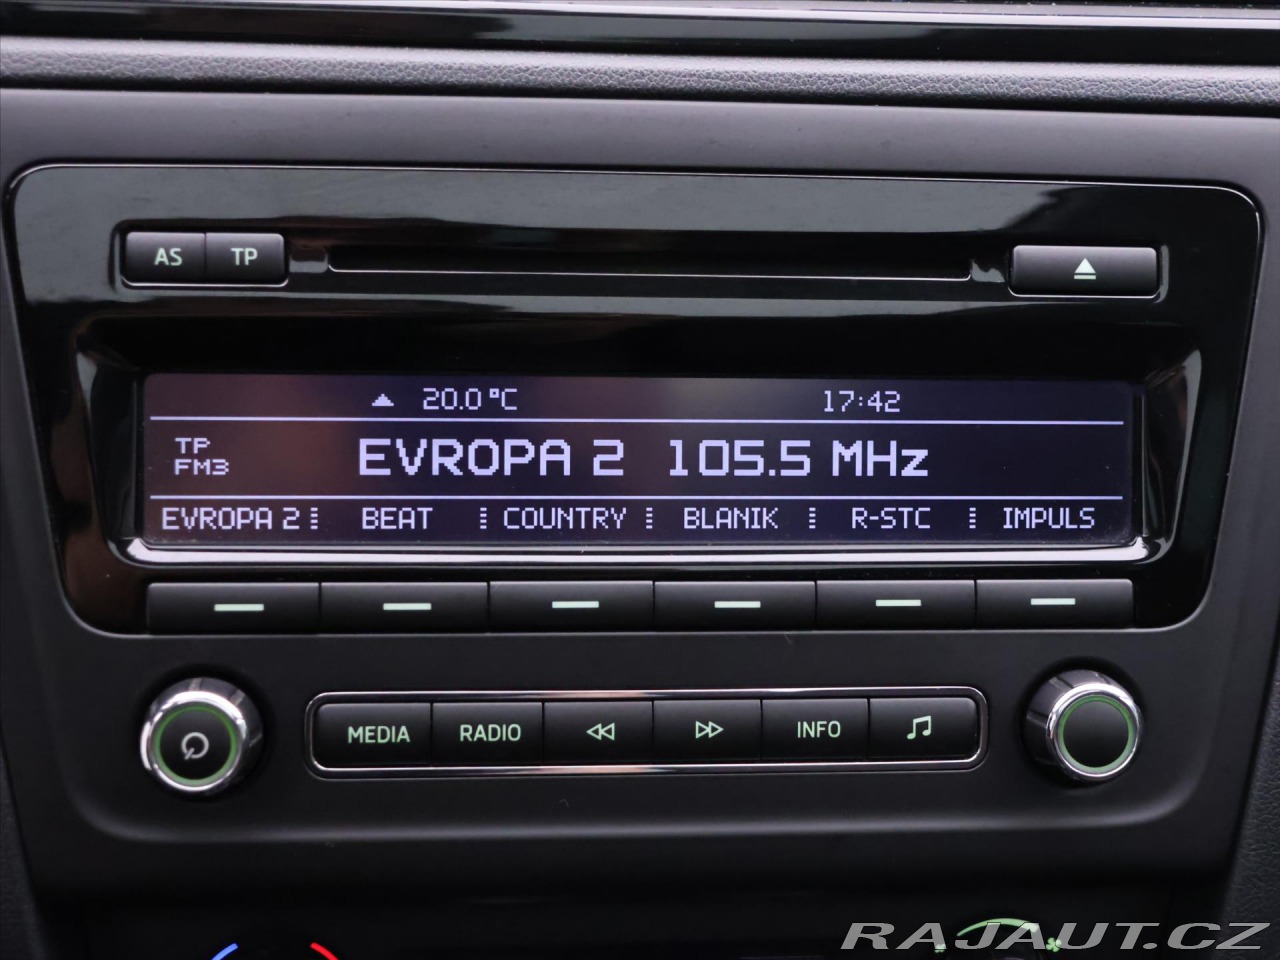 AS TP
20.0°C 17:42
TP
FM3
EVROPA 2 105.5 MHz
EVROPA 2 BEAT COUNTRY BLANIK R-STC IMPULS
MEDIA RADIO INFO
RAJAUT.CZ